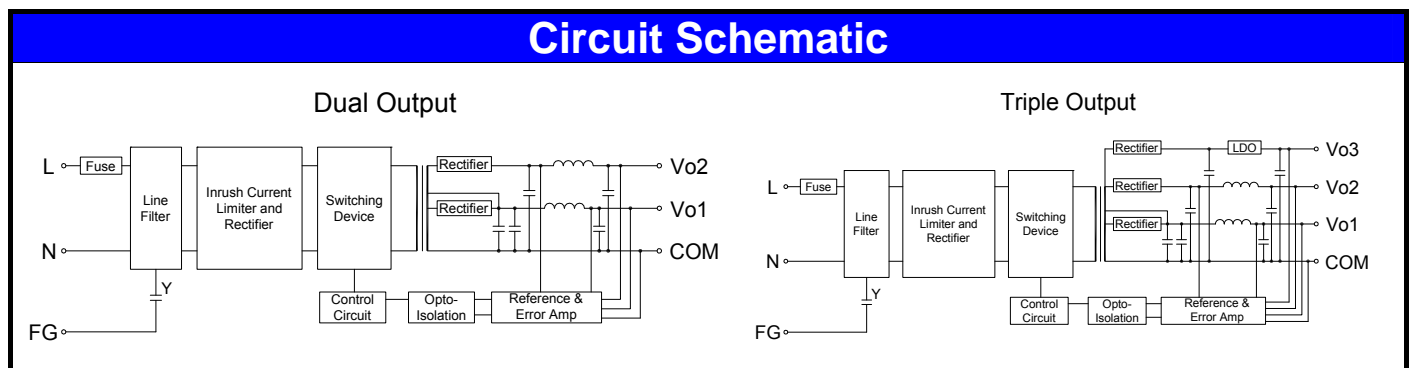 Circuit Schematic
Dual Output
L
Fuse
Line
Filter
Inrush Current
Limiter and
Rectifier
Switching
Device
Rectifier
Vo2
Rectifier
Vo1
N
COM
Y
Control
Circuit
Opto-
Isolation
Reference &
Error Amp
FG
Triple Output
Rectifier
LDO
Vo3
L
Fuse
Line
Filter
Inrush Current
Limiter and
Rectifier
Switching
Device
Rectifier
Vo2
Rectifier
Vo1
N
COM
Y
Control
Circuit
Opto-
Isolation
Reference &
Error Amp
FG